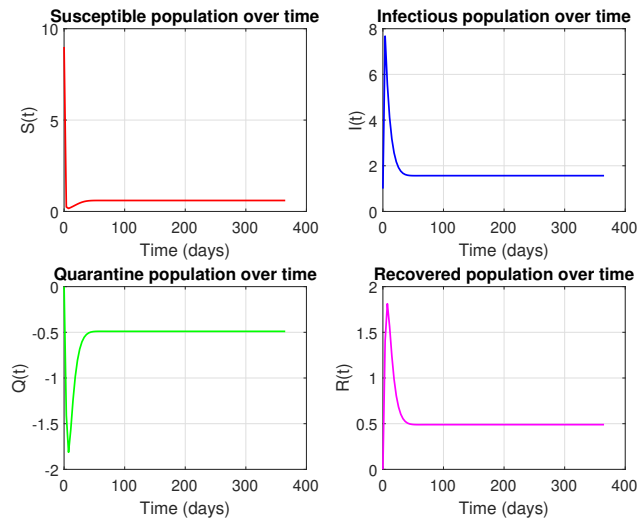 Susceptible population over time
10
5
0
S(t)
0 100 200 300 400
Time (days)
Infectious population over time
8
6
4
2
0
I(t)
0 100 200 300 400
Time (days)
Quarantine population over time
0
-0.5
-1
-1.5
-2
Q(t)
0 100 200 300 400
Time (days)
Recovered population over time
2
1.5
1
0.5
0
R(t)
0 100 200 300 400
Time (days)